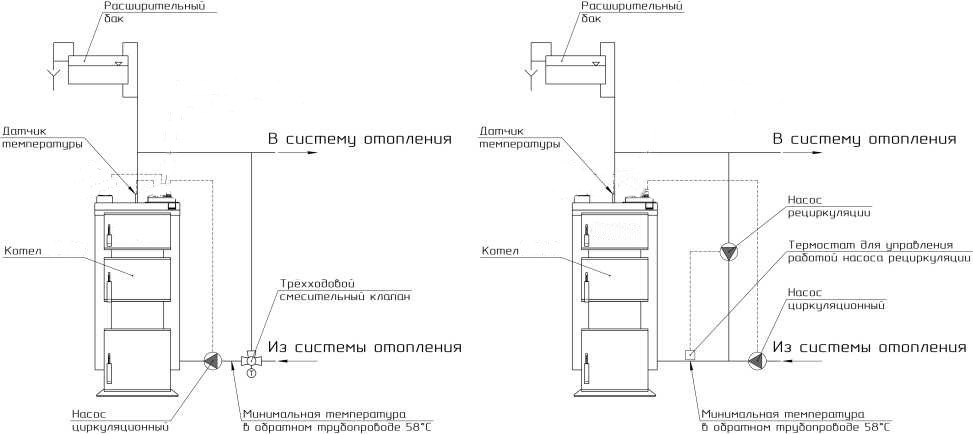 Расширительный
бак
Датчик
температуры
В систему отопления
Котел
Трёхходовой
смесительный клапан
Из системы отопления
T
Насос
циркуляционный
Минимальная температура
в обратном трубопроводе 58°С
Расширительный
бак
Датчик
температуры
В систему отопления
Насос
рециркуляции
Котел
Термостат для управления
работой насоса рециркуляции
Насос
циркуляционный
Из системы отопления
Минимальная температура
в обратном трубопроводе 58°С